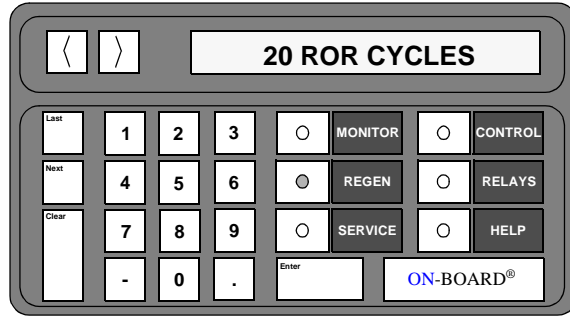 〈 〉 20 ROR CYCLES
Last 1 2 3 MONITOR CONTROL
Next 4 5 6 REGEN RELAYS
Clear 7 8 9 SERVICE HELP
- 0 . Enter ON-BOARD®